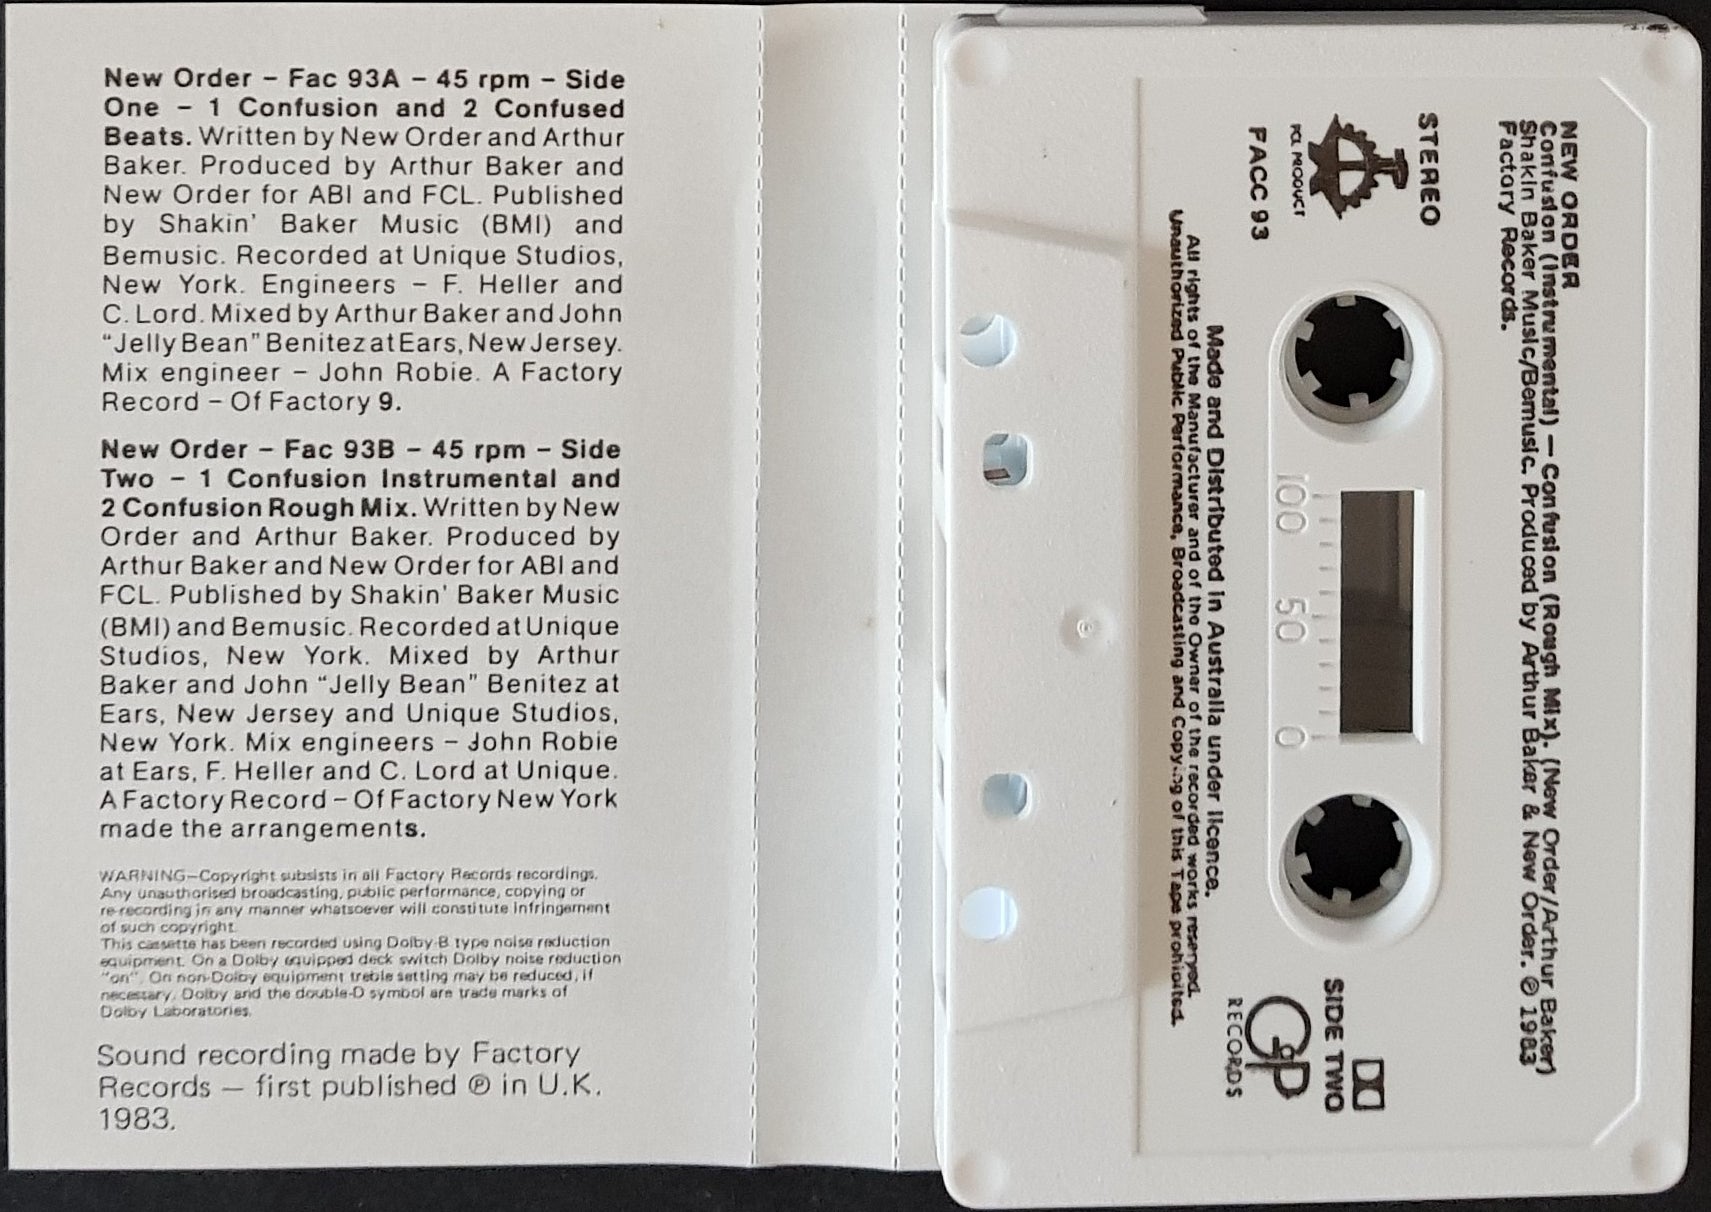 New Order – Fac 93A – 45 rpm – Side
One – 1 Confusion and 2 Confused
Beats. Written by New Order and Arthur
Baker. Produced by Arthur Baker and
New Order for ABI and FCL. Published
by Shakin' Baker Music (BMI) and
Bemusic. Recorded at Unique Studios,
New York. Engineers – F. Heller and
C. Lord. Mixed by Arthur Baker and John
“Jelly Bean” Benitez at Ears, New Jersey.
Mix engineer – John Robie. A Factory
Record – Of Factory 9.
New Order – Fac 93B – 45 rpm – Side
Two – 1 Confusion Instrumental and
2 Confusion Rough Mix. Written by New
Order and Arthur Baker. Produced by
Arthur Baker and New Order for ABI and
FCL. Published by Shakin' Baker Music
(BMI) and Bemusic. Recorded at Unique
Studios, New York. Mixed by Arthur
Baker and John “Jelly Bean” Benitez at
Ears, New Jersey and Unique Studios,
New York. Mix engineers – John Robie
at Ears, F. Heller and C. Lord at Unique.
A Factory Record – Of Factory New York
made the arrangements.
WARNING—Copyright subsists in all Factory Records recordings.
Any unauthorised broadcasting, public performance, copying or
re-recording in any manner whatsoever will constitute infringement
of such copyright.
This cassette has been recorded using Dolby-B type noise reduction
equipment. On a Dolby equipped deck switch Dolby noise reduction
“on”. On non-Dolby equipment treble setting may be reduced, if
necessary. Dolby and the double-D symbol are trade marks of
Dolby Laboratories.
Sound recording made by Factory
Records — first published ℗ in U.K.
1983.
NEW ORDER
Confusion (Instrumental) — Confusion (Rough Mix). (New Order/Arthur Baker)
Shakin Baker Music/Bemusic. Produced by Arthur Baker & New Order. ℗ 1983
Factory Records.
STEREO
FCL PRODUCT
FACC 93
100 50 0
SIDE TWO
GP
RECORDS
Made and Distributed in Australia under licence.
All rights of the Manufacturer and of the Owner of the recorded works reserved.
Unauthorized Public Performance, Broadcasting and Copying of this Tape prohibited.